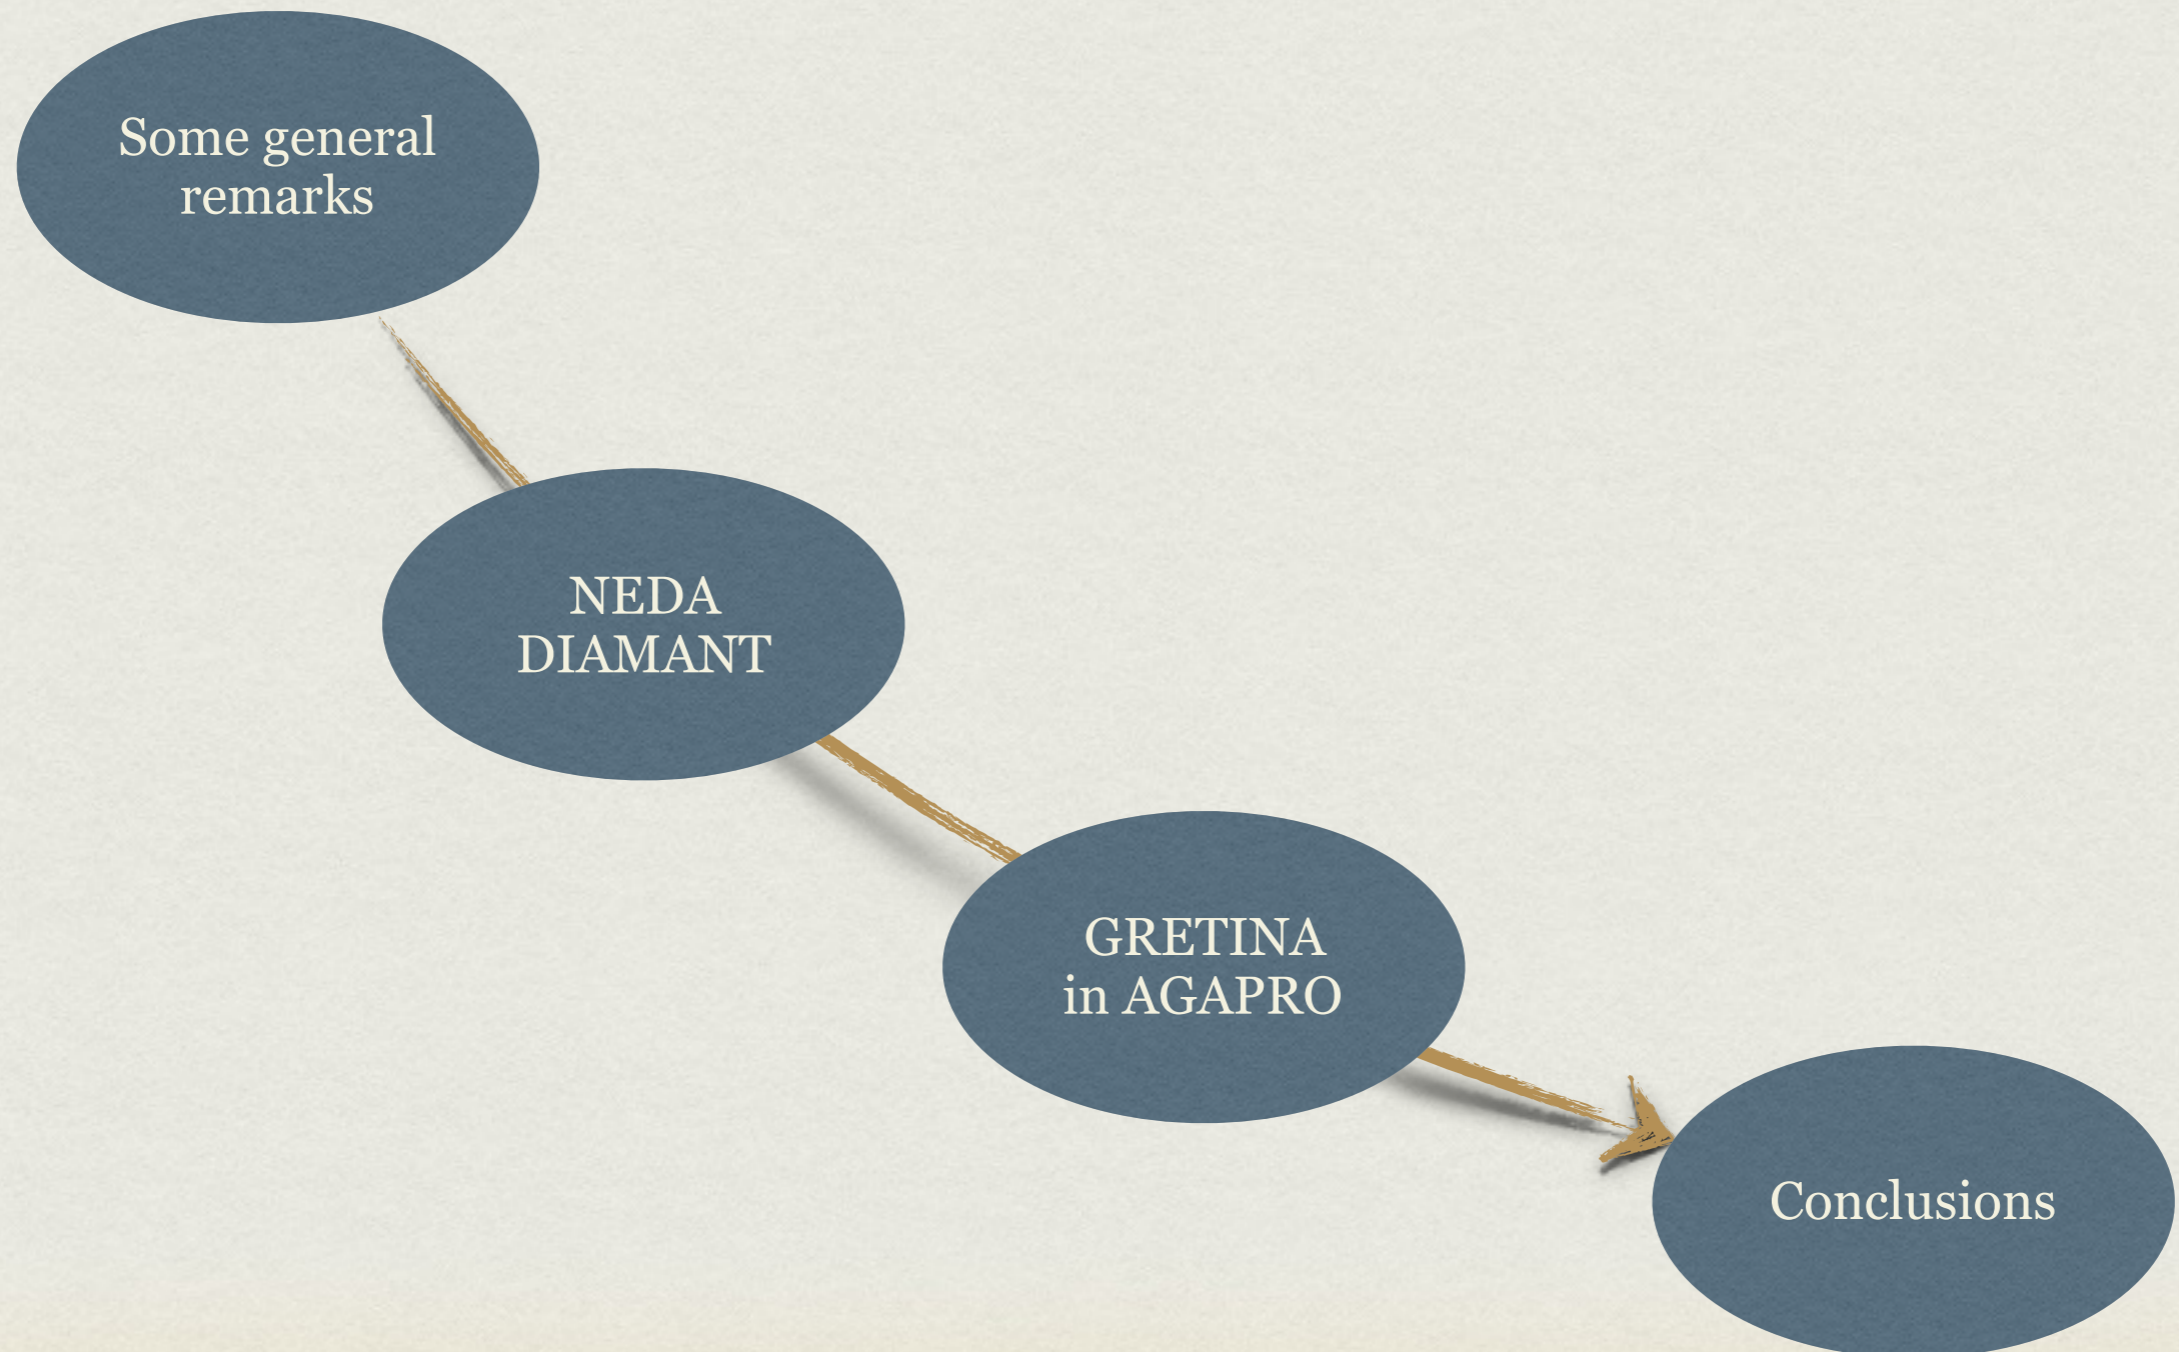 Some general
remarks
NEDA
DIAMANT
GRETINA
in AGAPRO
Conclusions